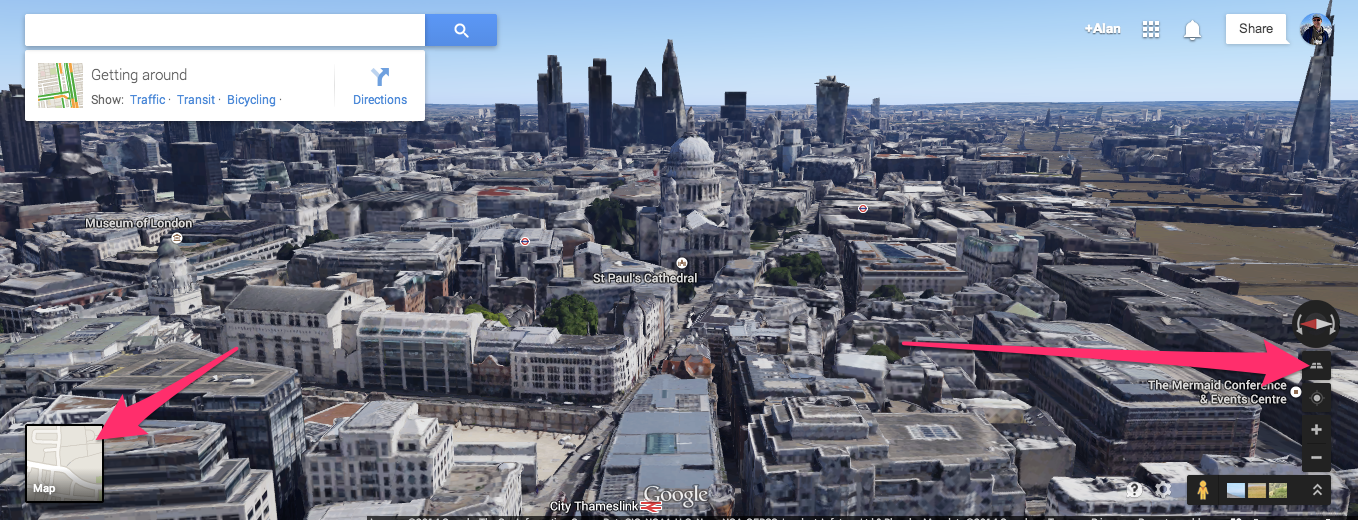 +Alan
Share
Getting around
Show: Traffic · Transit · Bicycling ·
Directions
Museum of London
St Paul's Cathedral
The Mermaid Conference
& Events Centre
Map
Google
City Thameslink